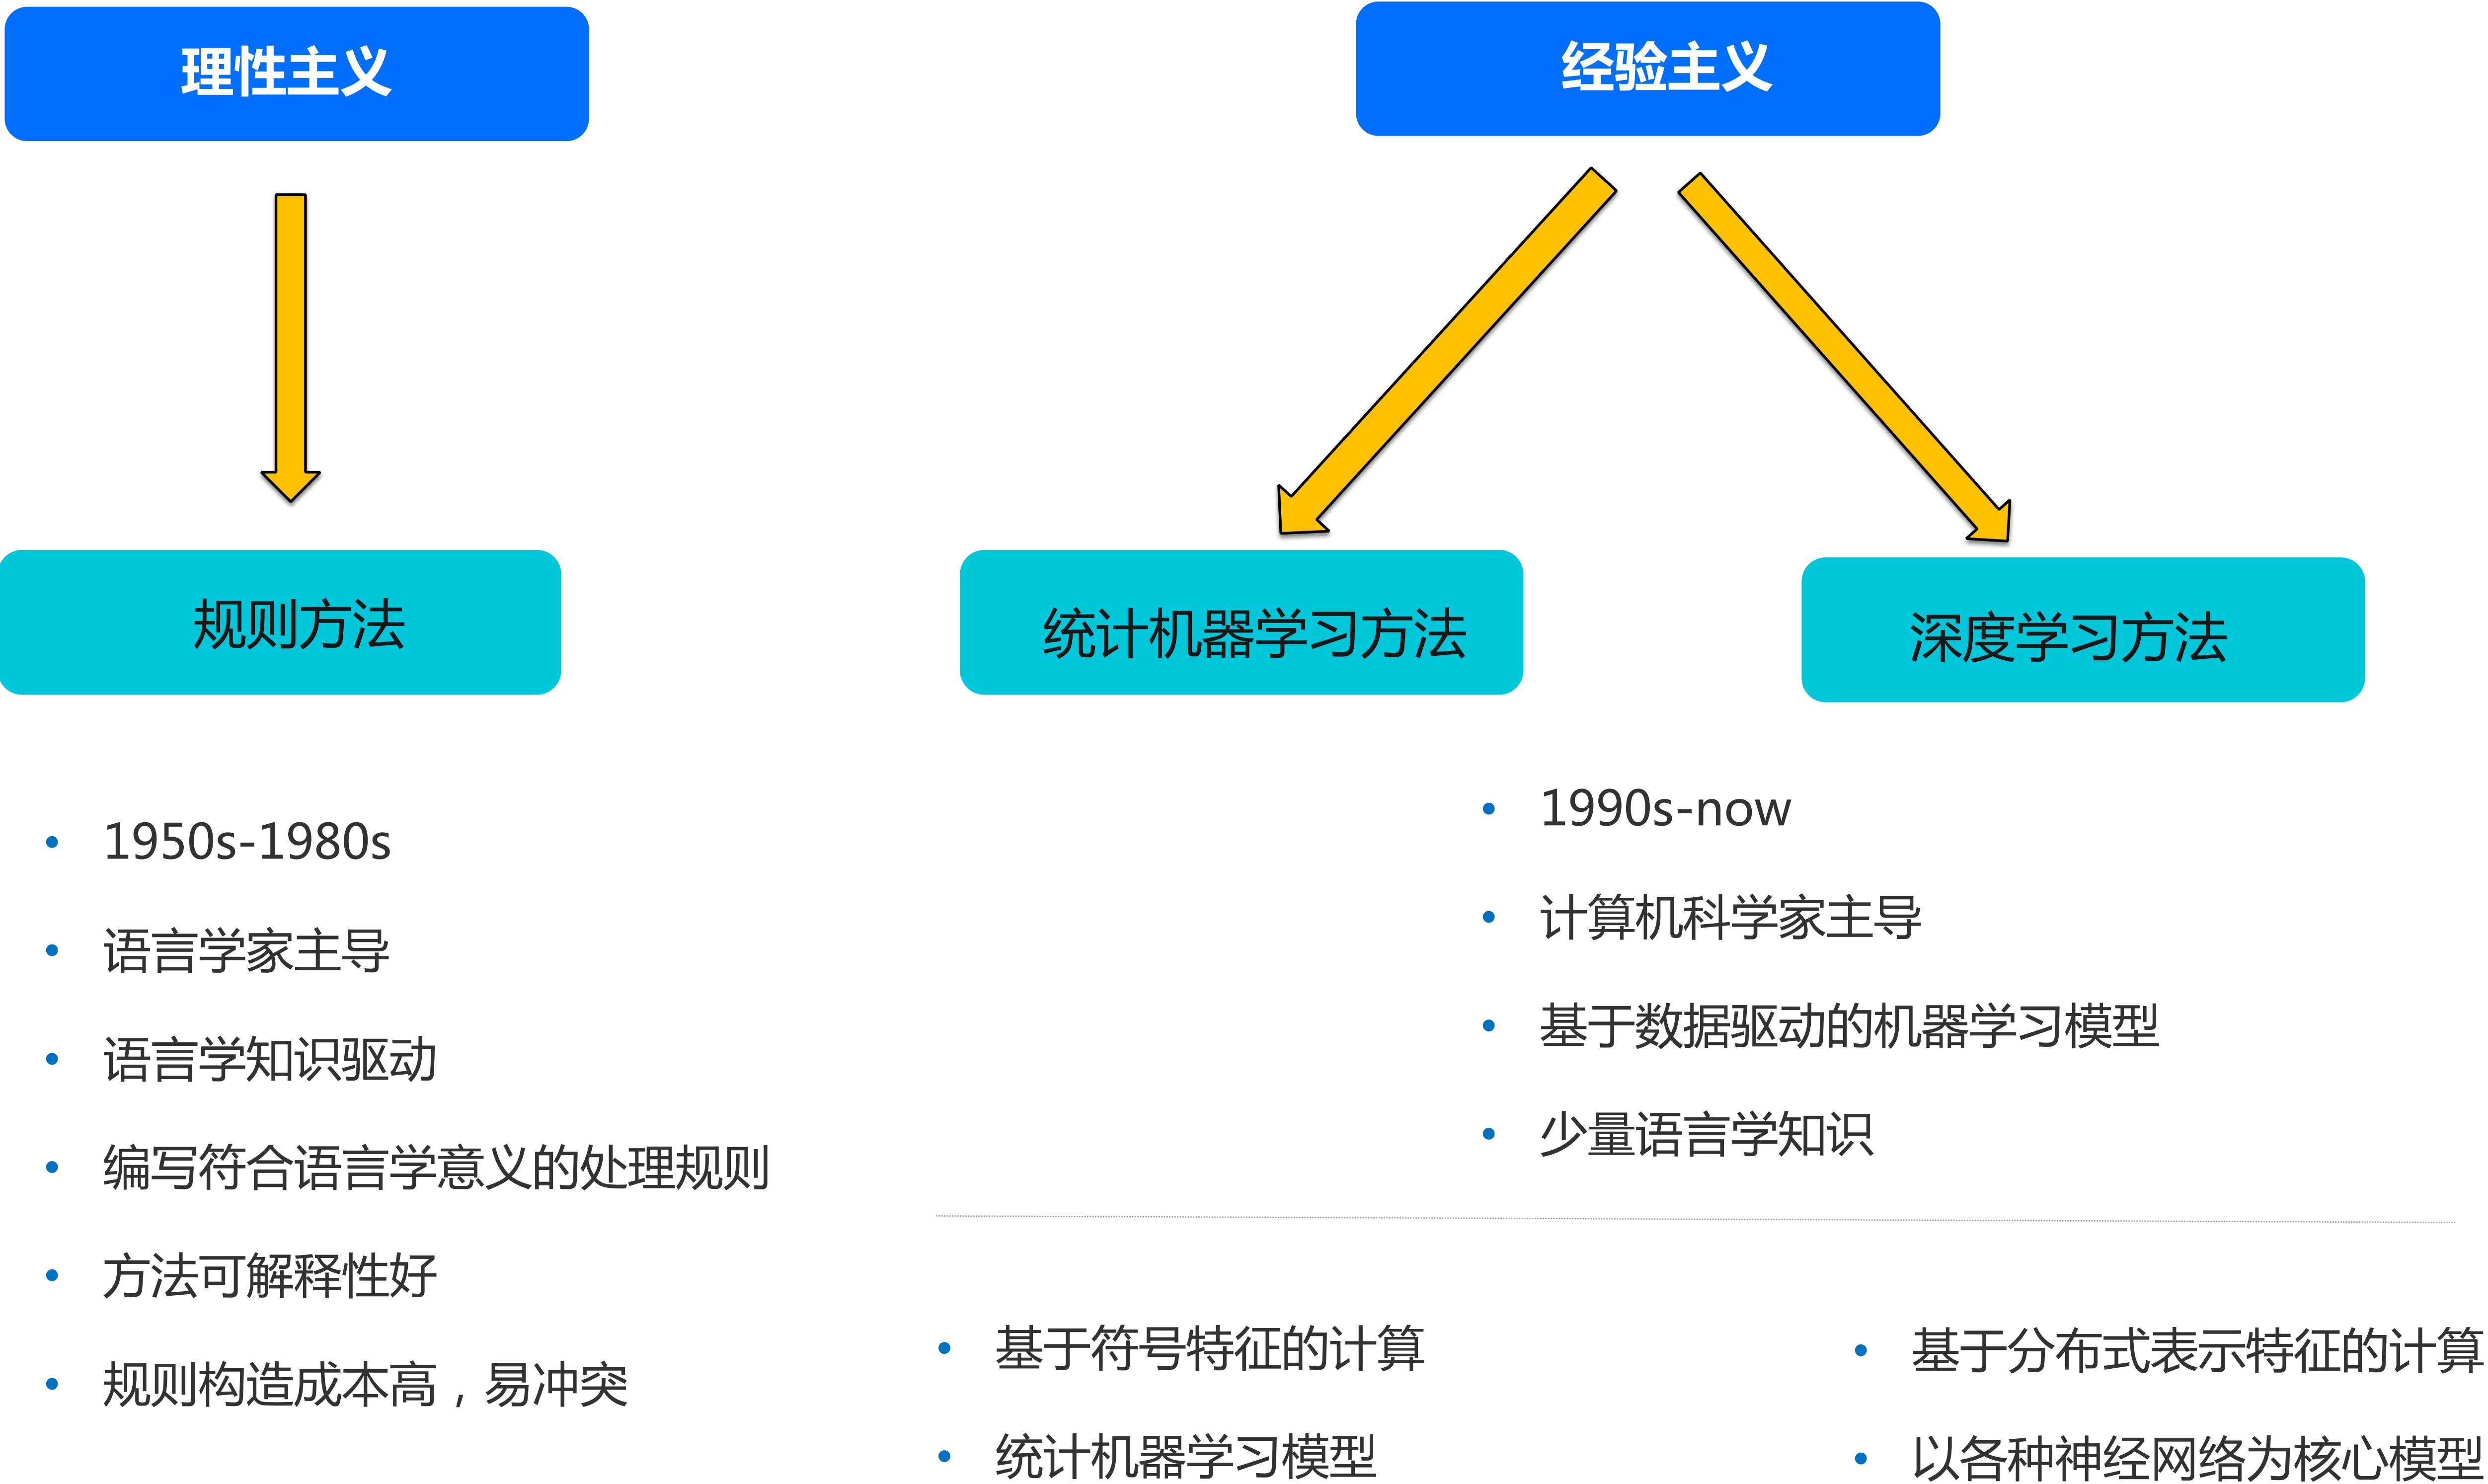 理性主义
经验主义
规则方法
统计机器学习方法
深度学习方法
• 1950s-1980s
• 语言学家主导
• 语言学知识驱动
• 编写符合语言学意义的处理规则
• 方法可解释性好
• 规则构造成本高，易冲突
• 1990s-now
• 计算机科学家主导
• 基于数据驱动的机器学习模型
• 少量语言学知识
• 基于符号特征的计算
• 统计机器学习模型
• 基于分布式表示特征的计算
• 以各种神经网络为核心模型